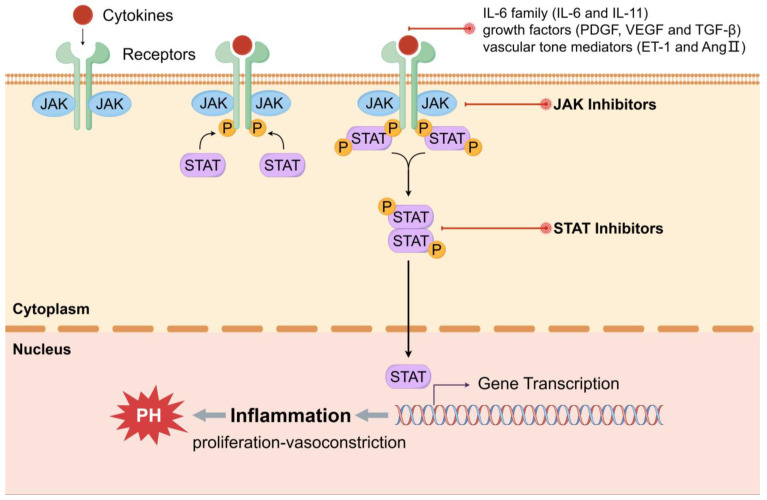 Cytokines
IL-6 family (IL-6 and IL-11)
growth factors (PDGF, VEGF and TGF-β)
vascular tone mediators (ET-1 and AngⅡ)
Receptors
JAK JAK
JAK JAK
JAK JAK
JAK Inhibitors
P P
P P
STAT STAT
STAT STAT
P P
P
STAT
STAT
P
STAT Inhibitors
Cytoplasm
Nucleus
STAT
Gene Transcription
PH
Inflammation
proliferation-vasoconstriction